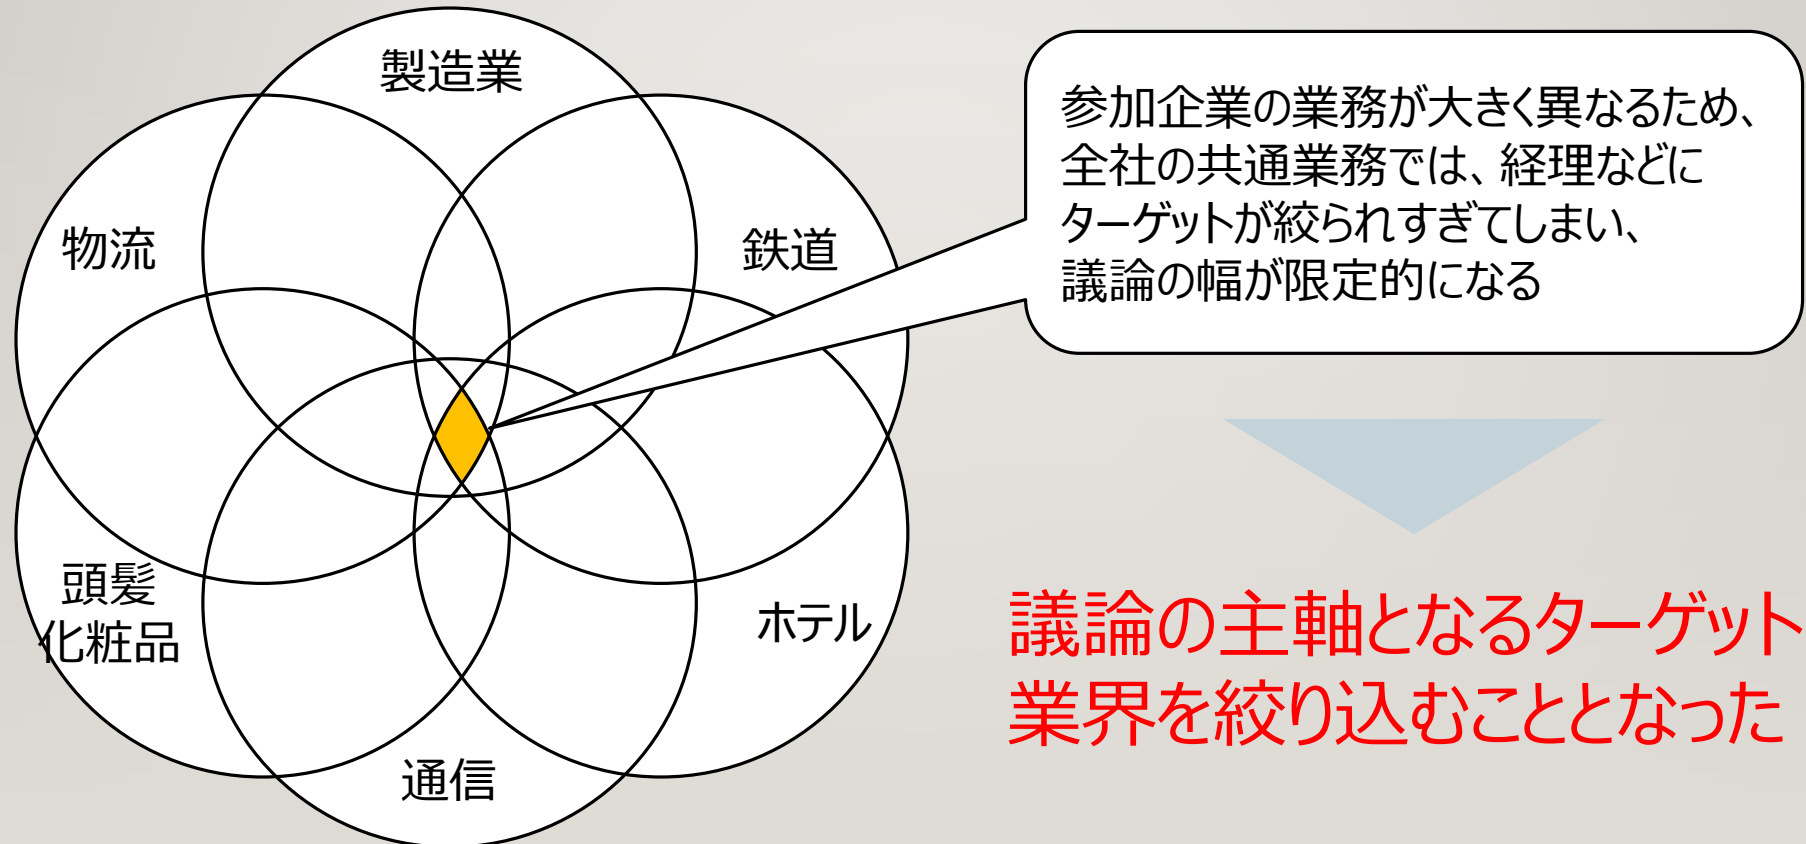 製造業
物流
鉄道
頭髪
化粧品
ホテル
通信
参加企業の業務が大きく異なるため、
全社の共通業務では、経理などに
ターゲットが絞られすぎてしまい、
議論の幅が限定的になる
議論の主軸となるターゲット
業界を絞り込むこととなった